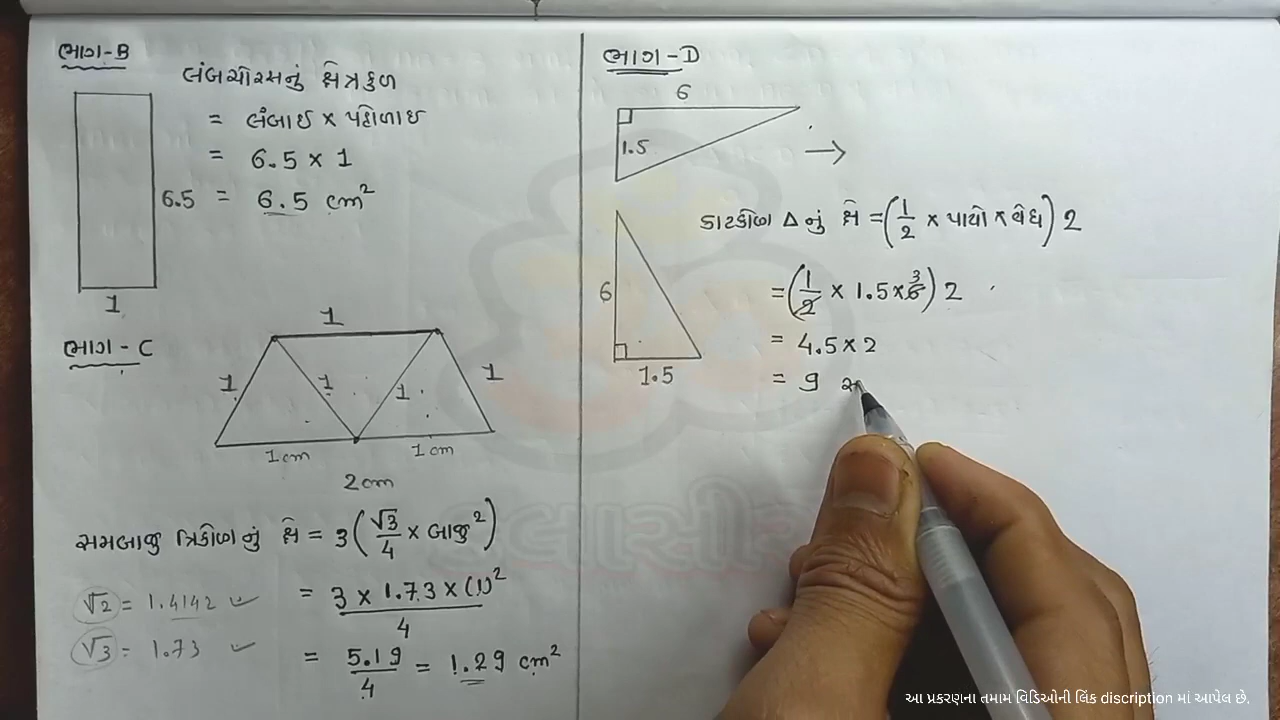 ભાગ-B
લંબચોરસનું ક્ષેત્રફળ
= લંબાઈ × પહોળાઈ
= 6.5 × 1
6.5 = 6.5 cm²
1
ભાગ - C
1
1 1 1 1
1cm 1cm
2cm
સમબાજુ ત્રિકોણનું ક્ષે = 3(√3/4 × બાજુ²)
= 3 × 1.73 × (1)²/4
= 5.19/4 = 1.29 cm²
√2 = 1.4142 ✓
√3 = 1.73 ✓
ભાગ - D
6
1.5 →
કાટકોણ Δ નું ક્ષે = (1/2 × પાયો × વેધ) 2
6 = (1/2 × 1.5 × 6 3) 2
= 4.5 × 2
1.5 = 9
આ પ્રકરણના તમામ વિડિઓની લિંક discription માં આપેલ છે.